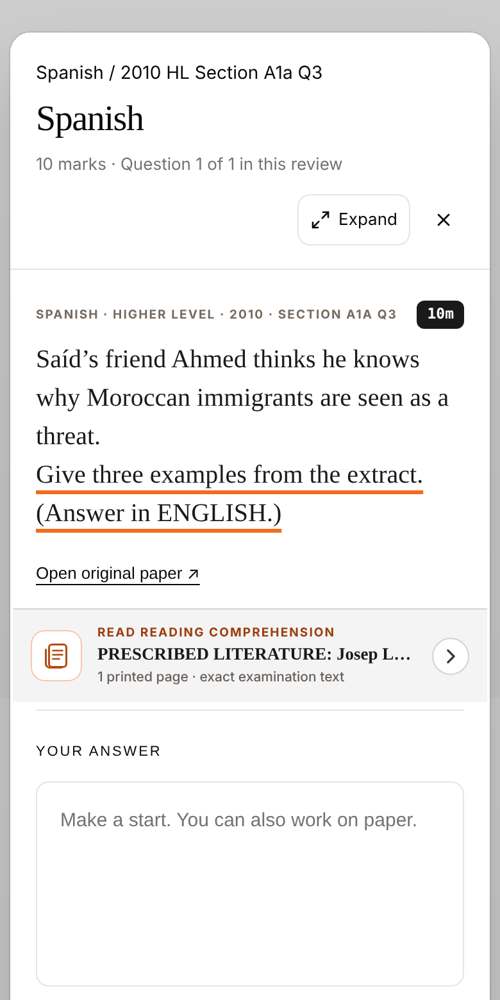 Spanish / 2010 HL Section A1a Q3
Spanish
10 marks · Question 1 of 1 in this review
Expand
SPANISH · HIGHER LEVEL · 2010 · SECTION A1A Q3
10m
Saíd’s friend Ahmed thinks he knows
why Moroccan immigrants are seen as a
threat.
Give three examples from the extract.
(Answer in ENGLISH.)
Open original paper ↗
READ READING COMPREHENSION
PRESCRIBED LITERATURE: Josep L…
1 printed page · exact examination text
YOUR ANSWER
Make a start. You can also work on paper.